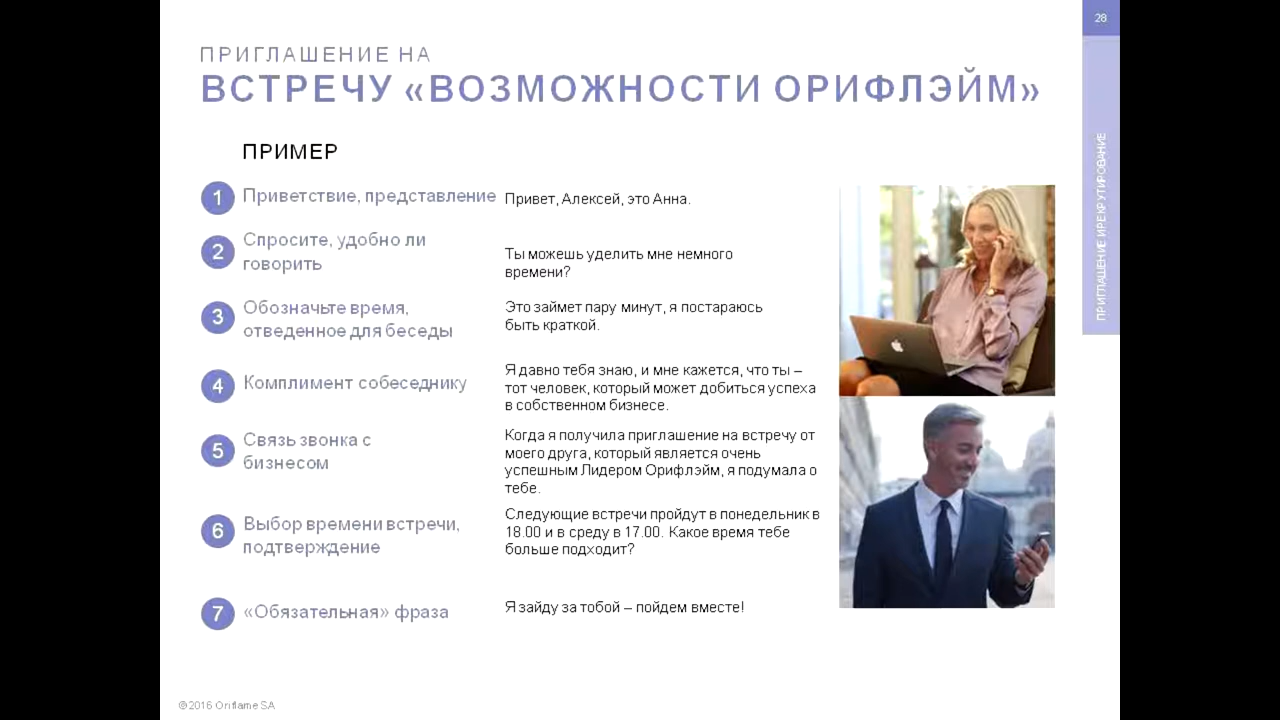 28
ПРИГЛАШЕНИЕ НА
ВСТРЕЧУ «ВОЗМОЖНОСТИ ОРИФЛЭЙМ»
ПРИГЛАШЕНИЕ И РЕКРУТИРОВАНИЕ
ПРИМЕР
1 Приветствие, представление
Привет, Алексей, это Анна.
2 Спросите, удобно ли
говорить
Ты можешь уделить мне немного
времени?
3 Обозначьте время,
отведенное для беседы
Это займет пару минут, я постараюсь
быть краткой.
4 Комплимент собеседнику
Я давно тебя знаю, и мне кажется, что ты –
тот человек, который может добиться успеха
в собственном бизнесе.
5 Связь звонка с
бизнесом
Когда я получила приглашение на встречу от
моего друга, который является очень
успешным Лидером Орифлэйм, я подумала о
тебе.
6 Выбор времени встречи,
подтверждение
Следующие встречи пройдут в понедельник в
18.00 и в среду в 17.00. Какое время тебе
больше подходит?
7 «Обязательная» фраза
Я зайду за тобой – пойдем вместе!
©2016 Oriflame SA